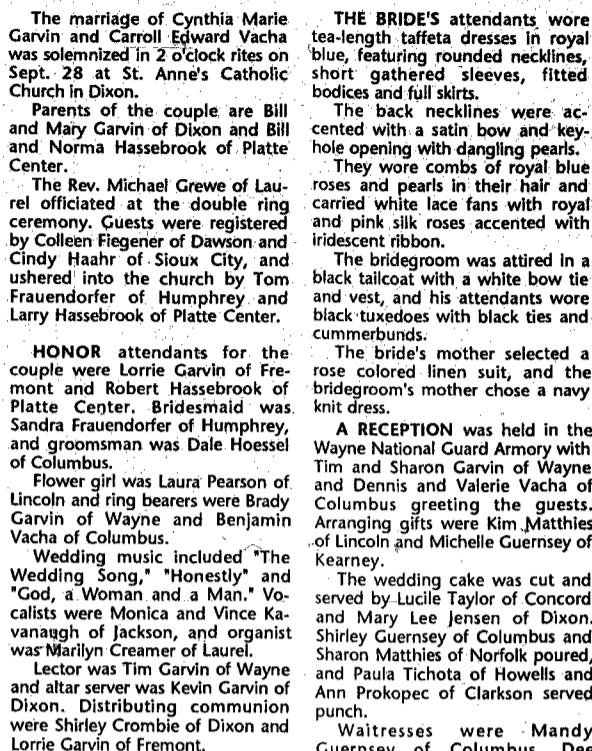 The marriage of Cynthia Marie
Garvin and Carroll Edward Vacha
was solemnized in 2 o'clock rites on
Sept. 28 at St. Anne's Catholic
Church in Dixon.
Parents of the couple are Bill
and Mary Garvin of Dixon and Bill
and Norma Hassebrook of Platte
Center.
The Rev. Michael Grewe of Lau-
rel officiated at the double ring
ceremony. Guests were registered
by Colleen Fiegener of Dawson and
Cindy Haahr of Sioux City, and
ushered into the church by Tom
Frauendorfer of Humphrey and
Larry Hassebrook of Platte Center.
HONOR attendants for the
couple were Lorrie Garvin of Fre-
mont and Robert Hassebrook of
Platte Center. Bridesmaid was
Sandra Frauendorfer of Humphrey,
and groomsman was Dale Hoessel
of Columbus.
Flower girl was Laura Pearson of
Lincoln and ring bearers were Brady
Garvin of Wayne and Benjamin
Vacha of Columbus.
Wedding music included "The
Wedding Song," "Honestly" and
"God, a Woman and a Man." Vo-
calists were Monica and Vince Ka-
vanaugh of Jackson, and organist
was Marilyn Creamer of Laurel.
Lector was Tim Garvin of Wayne
and altar server was Kevin Garvin of
Dixon. Distributing communion
were Shirley Crombie of Dixon and
Lorrie Garvin of Fremont.
THE BRIDE'S attendants wore
tea-length taffeta dresses in royal
blue, featuring rounded necklines,
short gathered sleeves, fitted
bodices and full skirts.
The back necklines were ac-
cented with a satin bow and key-
hole opening with dangling pearls.
They wore combs of royal blue
roses and pearls in their hair and
carried white lace fans with royal
and pink silk roses accented with
iridescent ribbon.
The bridegroom was attired in a
black tailcoat with a white bow tie
and vest, and his attendants wore
black tuxedoes with black ties and
cummerbunds.
The bride's mother selected a
rose colored linen suit, and the
bridegroom's mother chose a navy
knit dress.
A RECEPTION was held in the
Wayne National Guard Armory with
Tim and Sharon Garvin of Wayne
and Dennis and Valerie Vacha of
Columbus greeting the guests.
Arranging gifts were Kim Matthies
of Lincoln and Michelle Guernsey of
Kearney.
The wedding cake was cut and
served by Lucile Taylor of Concord
and Mary Lee Jensen of Dixon.
Shirley Guernsey of Columbus and
Sharon Matthies of Norfolk poured,
and Paula Tichota of Howells and
Ann Prokopec of Clarkson served
punch.
Waitresses were Mandy
Guernsey of Columbus, Dee